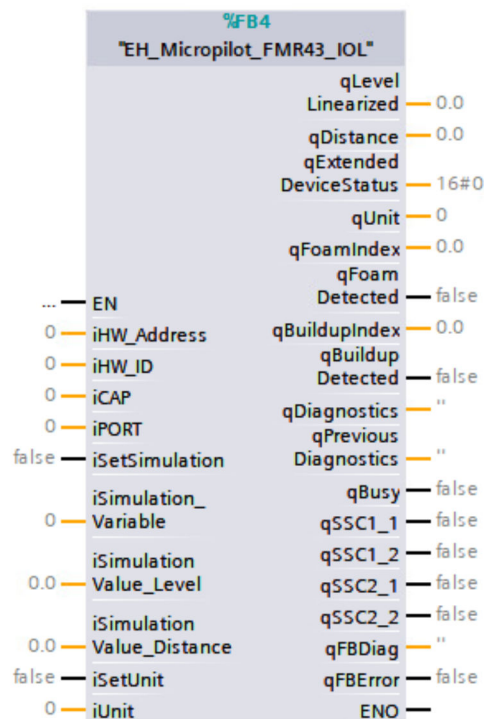 %FB4
"EH_Micropilot_FMR43_IOL"
qLevel
Linearized 0.0
qDistance 0.0
qExtended
DeviceStatus 16#0
qUnit 0
qFoamIndex 0.0
qFoam
Detected false
... EN
0 iHW_Address
qBuildupIndex 0.0
qBuildup
0 iHW_ID
Detected false
0 iCAP
qDiagnostics ''
0 iPORT
qPrevious
false iSetSimulation
Diagnostics ''
qBusy false
iSimulation_
0 Variable
qSSC1_1 false
qSSC1_2 false
iSimulation
0.0 Value_Level
qSSC2_1 false
qSSC2_2 false
iSimulation
0.0 Value_Distance
qFBDiag ''
false iSetUnit
qFBError false
0 iUnit
ENO